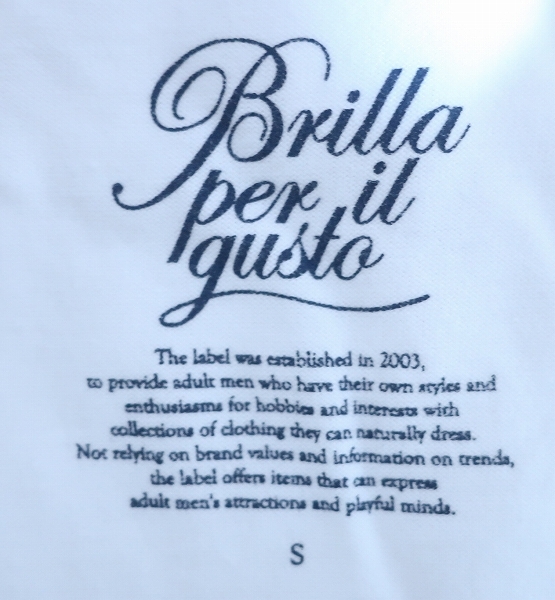 Brilla
per il
gusto
The label was established in 2003,
to provide adult men who have their own styles and
enthusiasms for hobbies and interests with
collections of clothing they can naturally dress.
Not relying on brand values and information on trends,
the label offers items that can express
adult men's attractions and playful minds.
S